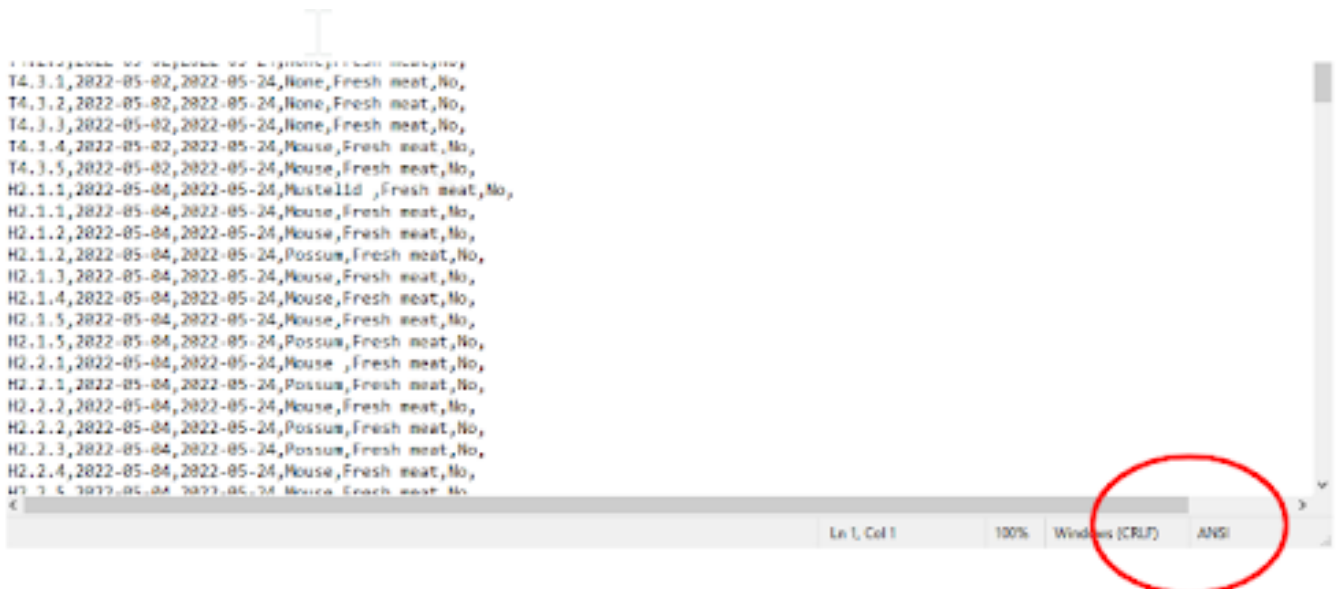 T4.3.1,2022-05-02,2022-05-24,None,Fresh meat,No,
T4.3.2,2022-05-02,2022-05-24,None,Fresh meat,No,
T4.3.3,2022-05-02,2022-05-24,None,Fresh meat,No,
T4.3.4,2022-05-02,2022-05-24,Mouse,Fresh meat,No,
T4.3.5,2022-05-02,2022-05-24,Mouse,Fresh meat,No,
H2.1.1,2022-05-04,2022-05-24,Mustelid ,Fresh meat,No,
H2.1.1,2022-05-04,2022-05-24,Mouse,Fresh meat,No,
H2.1.2,2022-05-04,2022-05-24,Mouse,Fresh meat,No,
H2.1.2,2022-05-04,2022-05-24,Possum,Fresh meat,No,
H2.1.3,2022-05-04,2022-05-24,Mouse,Fresh meat,No,
H2.1.4,2022-05-04,2022-05-24,Mouse,Fresh meat,No,
H2.1.5,2022-05-04,2022-05-24,Mouse,Fresh meat,No,
H2.1.5,2022-05-04,2022-05-24,Possum,Fresh meat,No,
H2.2.1,2022-05-04,2022-05-24,Mouse ,Fresh meat,No,
H2.2.1,2022-05-04,2022-05-24,Possum,Fresh meat,No,
H2.2.2,2022-05-04,2022-05-24,Mouse,Fresh meat,No,
H2.2.2,2022-05-04,2022-05-24,Possum,Fresh meat,No,
H2.2.3,2022-05-04,2022-05-24,Possum,Fresh meat,No,
H2.2.4,2022-05-04,2022-05-24,Mouse,Fresh meat,No,
H2.2.5,2022-05-04,2022-05-24,Mouse,Fresh meat,No,
Ln 1, Col 1 100% Windows (CRLF) ANSI